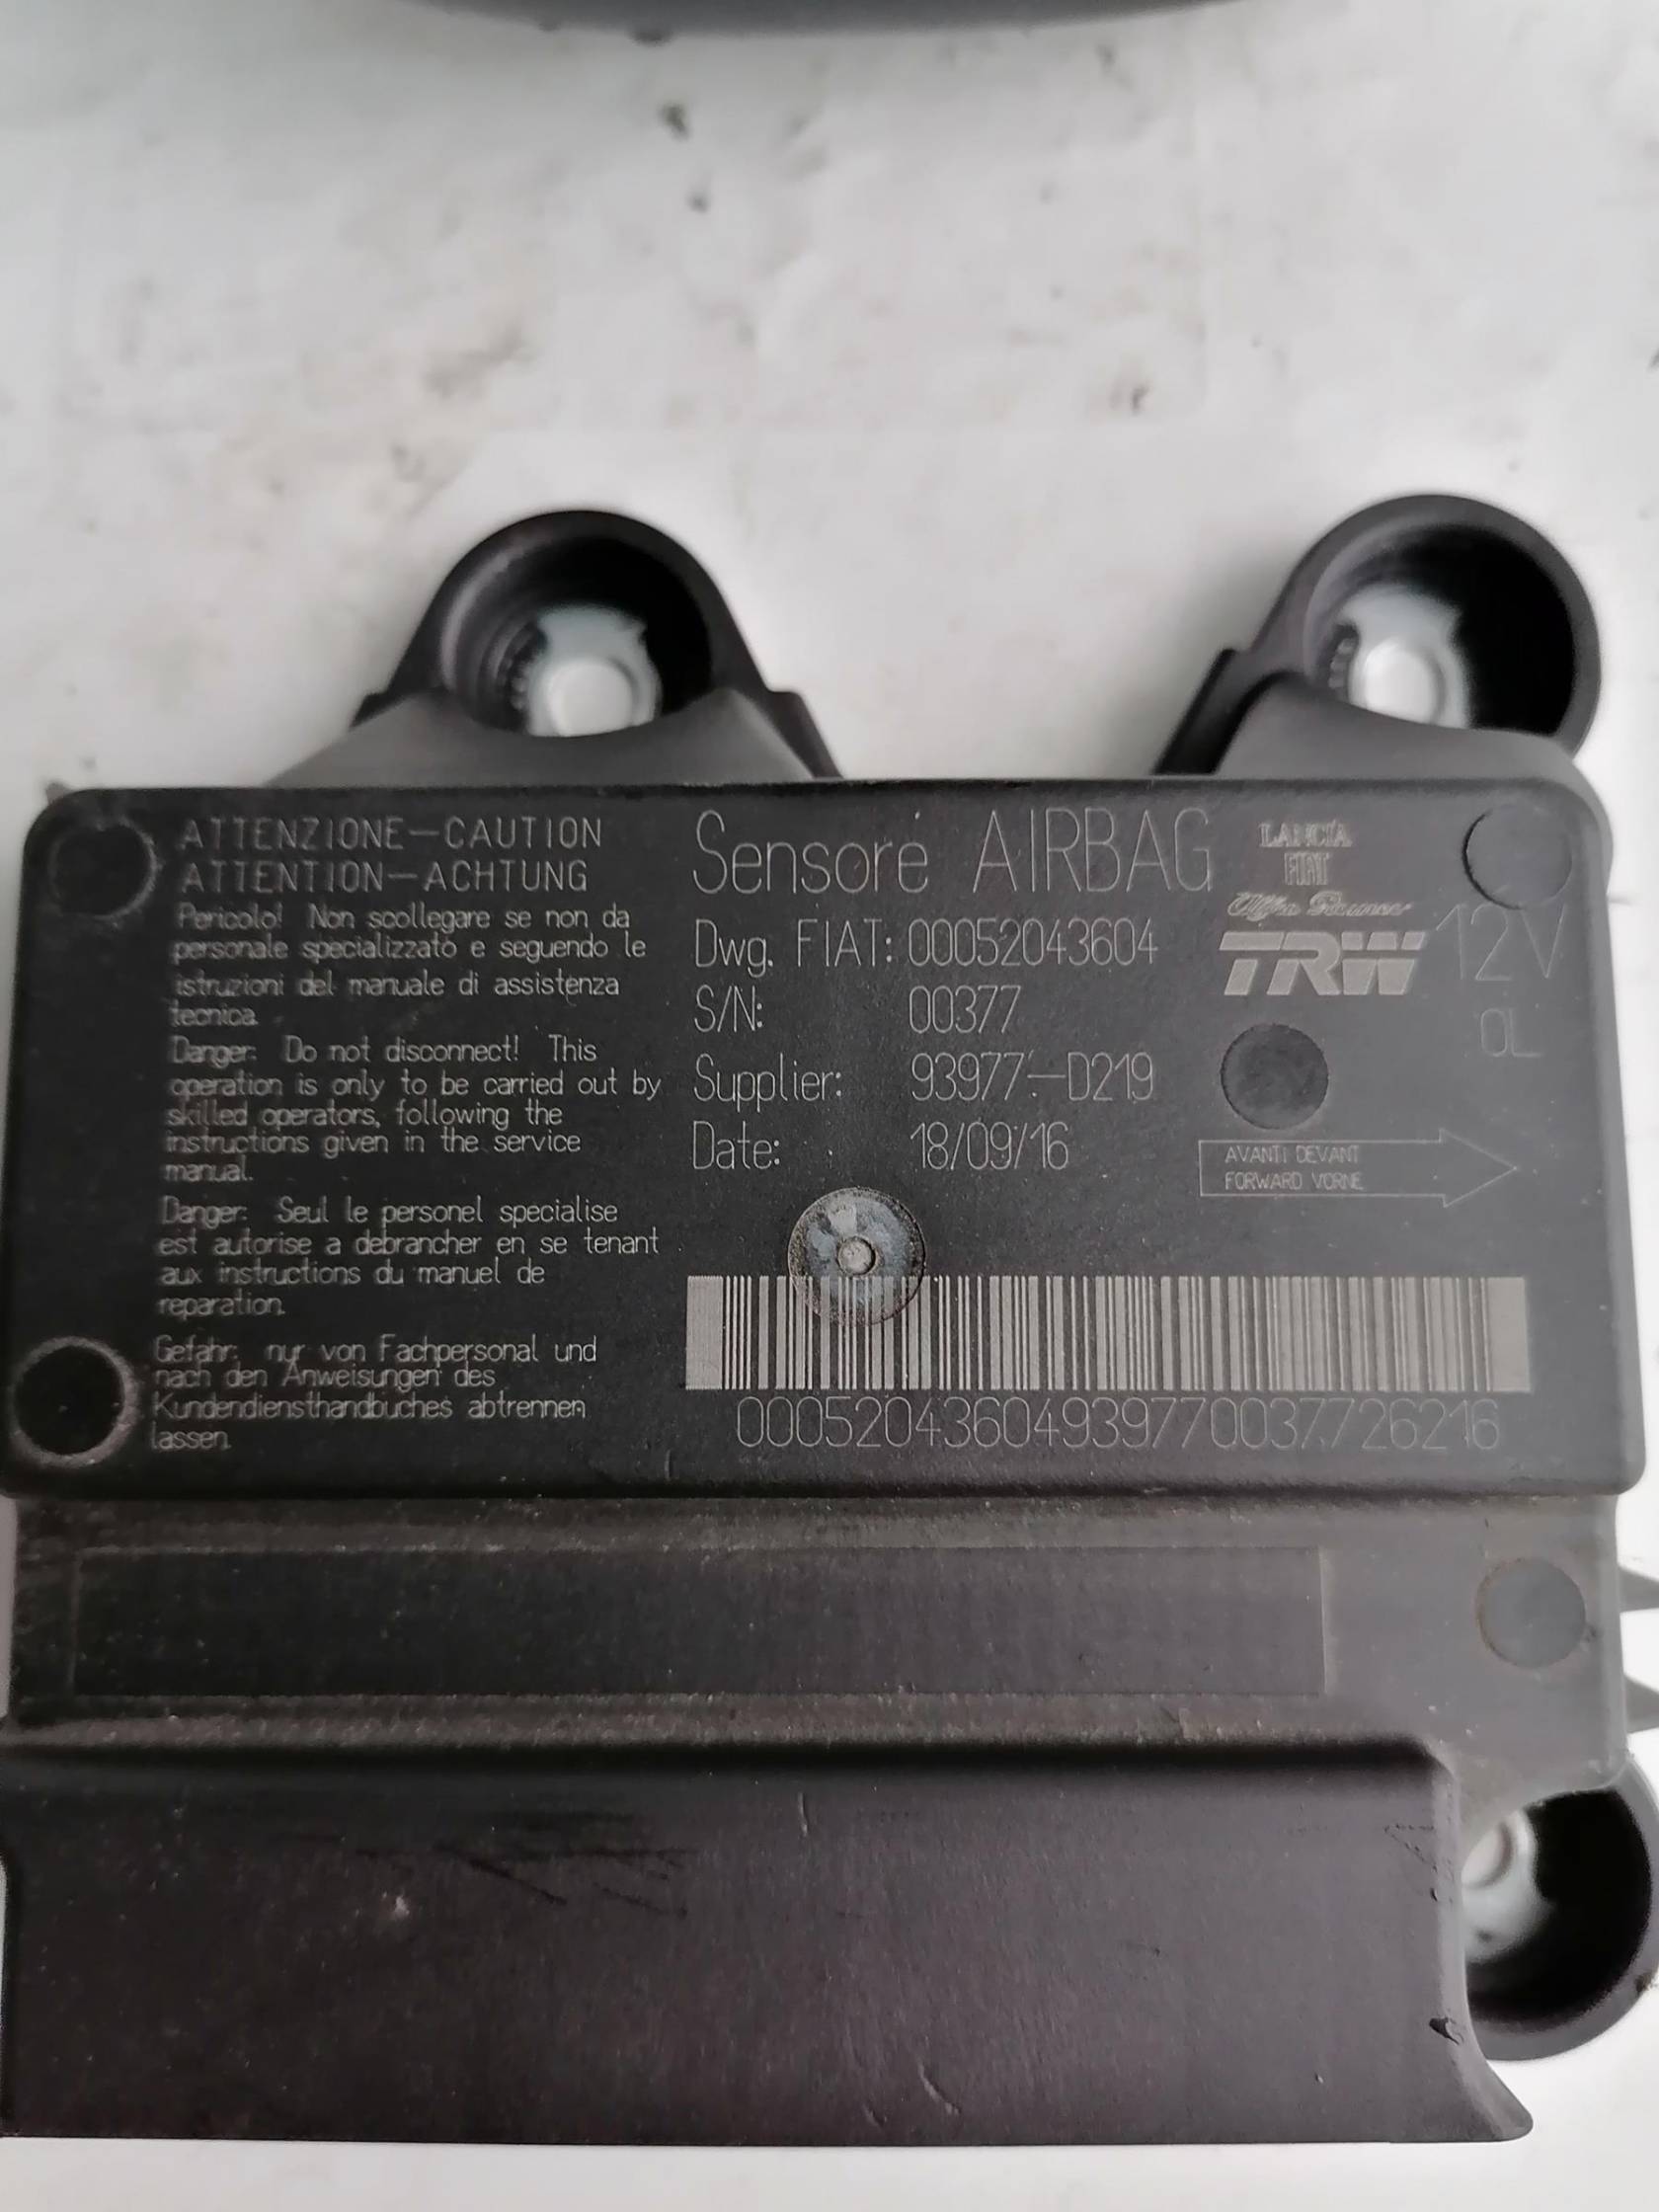 ATTENZIONE-CAUTION
ATTENTION-ACHTUNG
Pericolo! Non scollegare se non da
personale specializzato e seguendo le
istruzioni del manuale di assistenza
tecnica.
Danger: Do not disconnect! This
operation is only to be carried out by
skilled operators, following the
instructions given in the service
manual.
Danger: Seul le personel specialise
est autorise a debrancher en se tenant
aux instructions du manuel de
reparation.
Gefahr: nur von Fachpersonal und
nach den Anweisungen des
Kundendiensthandbuches abtrennen
lassen.
Sensore AIRBAG
Dwg. FIAT: 00052043604
S/N: 00377
Supplier: 93977-D219
Date: 18/09/16
LANCIA
FIAT
Alfa Romeo
TRW
12V
OL
AVANTI DEVANT
FORWARD VORNE
00052043604939770037726216